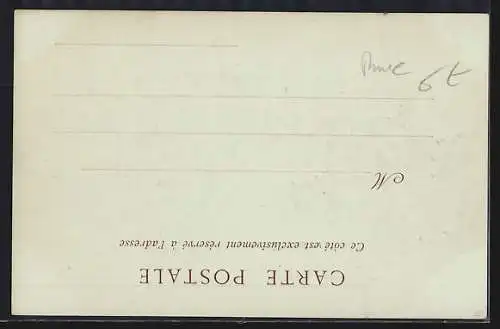 CARTE POSTALE
Ce côté est exclusivement réservé à l'adresse
M